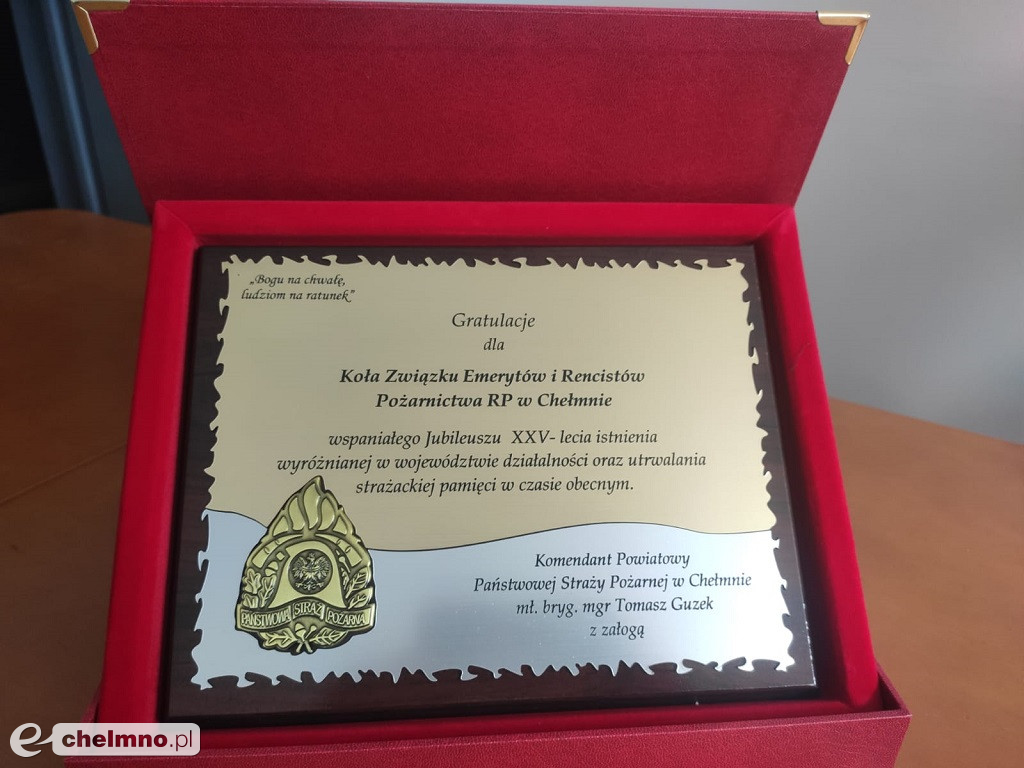 „Bogu na chwałę,
ludziom na ratunek”
Gratulacje
dla
Koła Związku Emerytów i Rencistów
Pożarnictwa RP w Chełmnie
wspaniałego Jubileuszu XXV- lecia istnienia
wyróżnianej w województwie działalności oraz utrwalania
strażackiej pamięci w czasie obecnym.
PAŃSTWOWA STRAŻ POŻARNA
Komendant Powiatowy
Państwowej Straży Pożarnej w Chełmnie
mł. bryg. mgr Tomasz Guzek
z załogą
e-chelmno.pl